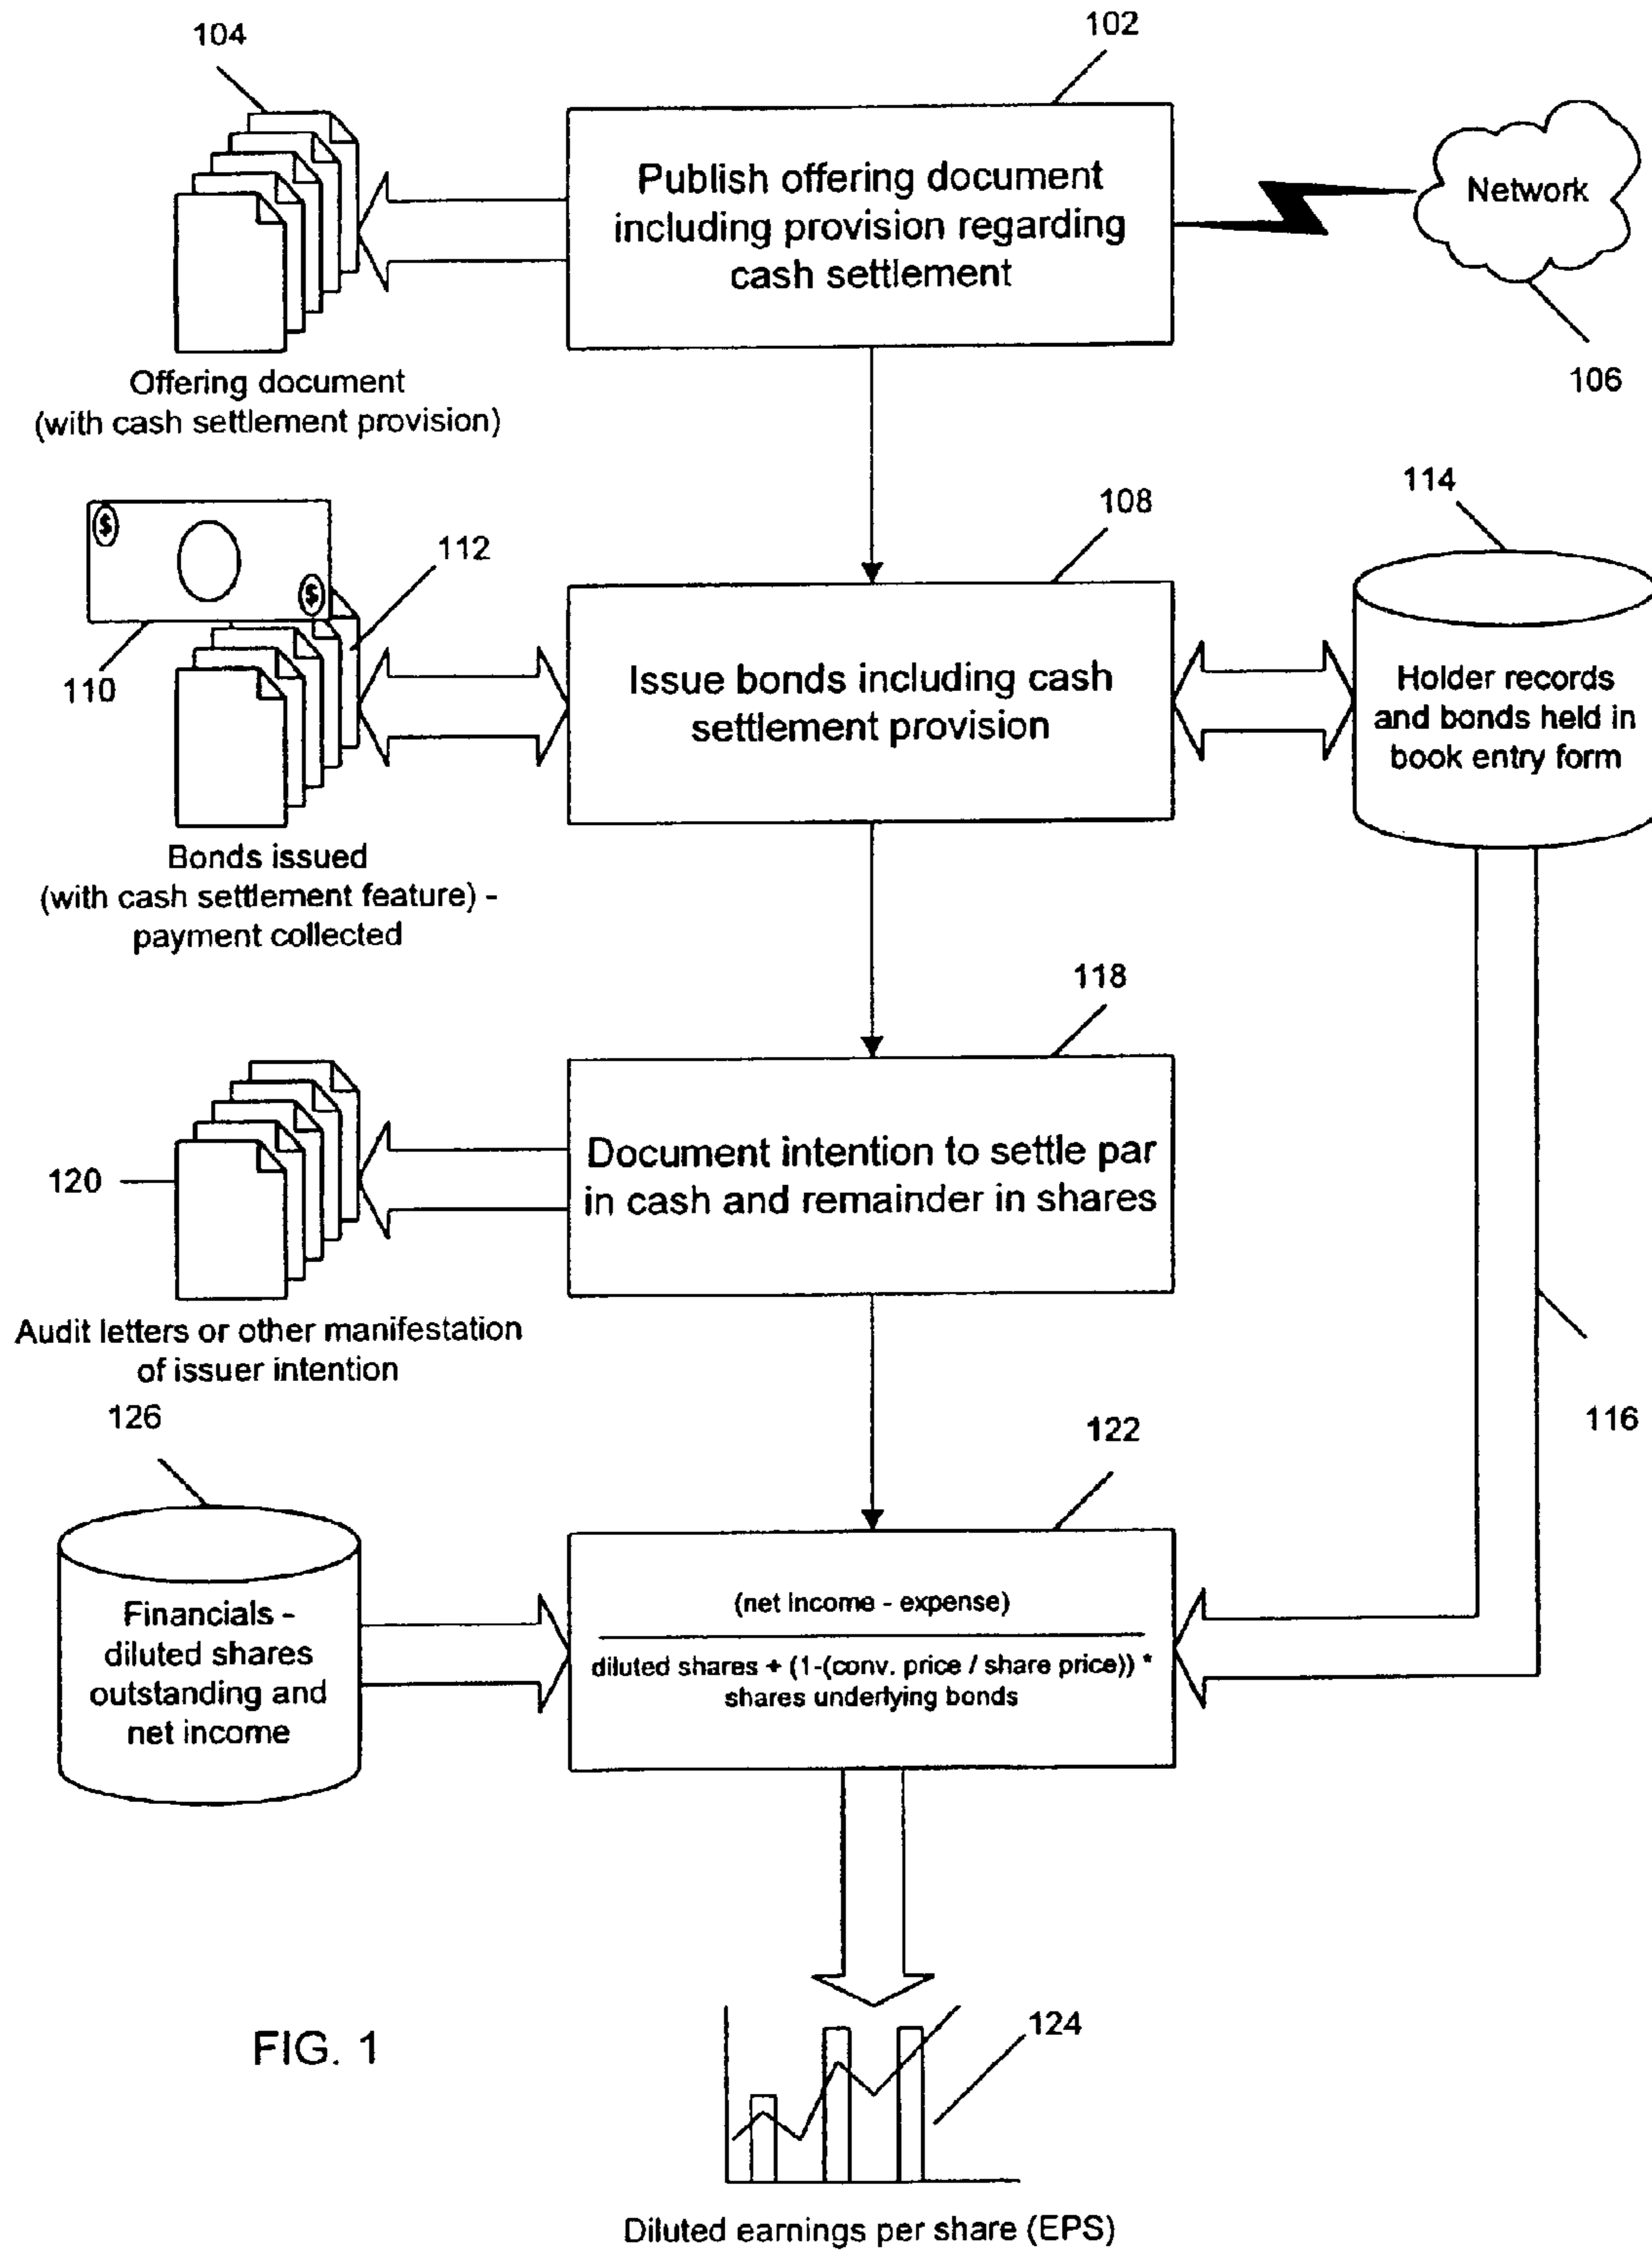 104
102
Publish offering document
including provision regarding
cash settlement
Network
106
Offering document
(with cash settlement provision)
114
108
112
$
$
110
Issue bonds including cash
settlement provision
Holder records
and bonds held in
book entry form
Bonds issued
(with cash settlement feature) -
payment collected
118
120
Document intention to settle par
in cash and remainder in shares
Audit letters or other manifestation
of issuer intention
126
122
116
Financials -
diluted shares
outstanding and
net income
(net income - expense)
diluted shares + (1-(conv. price / share price)) *
shares underlying bonds
FIG. 1
124
Diluted earnings per share (EPS)